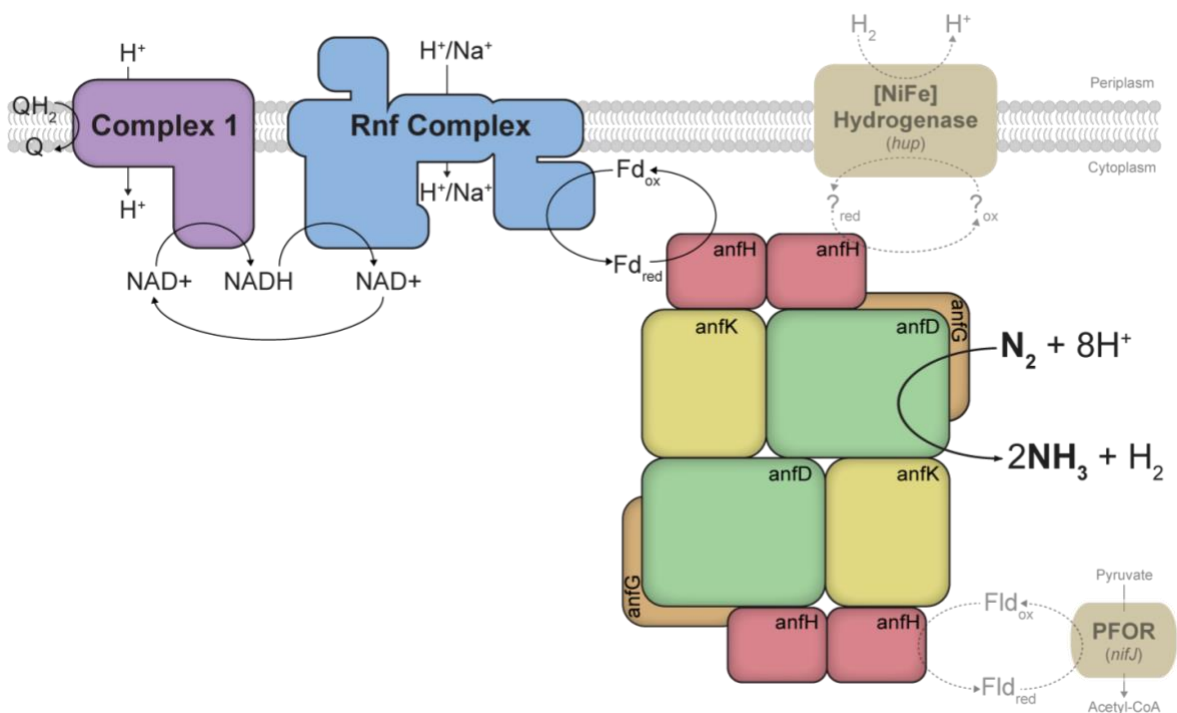 H⁺
QH₂
Q
Complex 1
H⁺
NAD+
NADH
NAD+
H⁺/Na⁺
Rnf Complex
H⁺/Na⁺
Fdox
Fdred
H₂
H⁺
[NiFe]
Hydrogenase
(hup)
Periplasm
Cytoplasm
?red
?ox
anfH
anfH
anfK
anfD
anfG
N₂ + 8H⁺
2NH₃ + H₂
anfD
anfK
anfG
anfH
anfH
Fldox
Fldred
Pyruvate
PFOR
(nifJ)
Acetyl-CoA